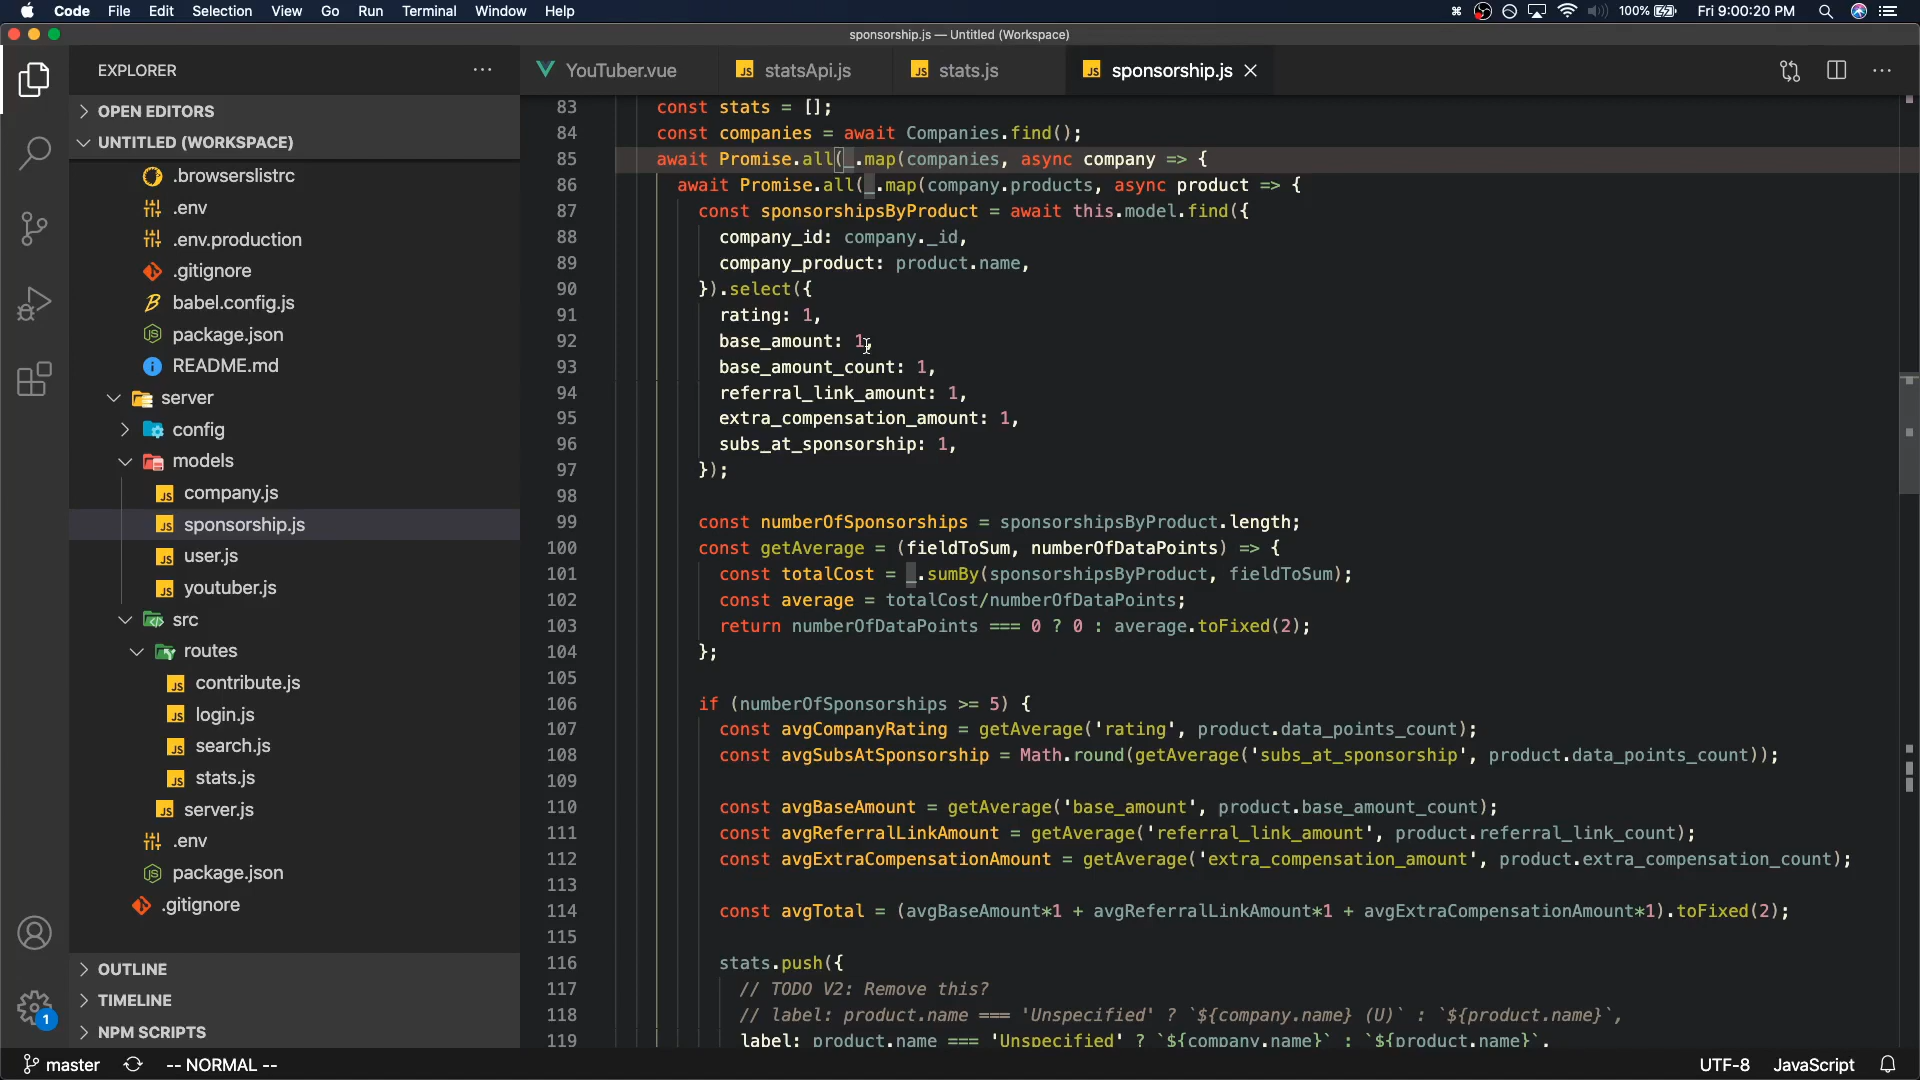 Code File Edit Selection View Go Run Terminal Window Help
100% Fri 9:00:20 PM
sponsorship.js — Untitled (Workspace)
EXPLORER
YouTuber.vue
JS statsApi.js
JS stats.js
JS sponsorship.js
OPEN EDITORS
UNTITLED (WORKSPACE)
.browserslistrc
.env
.env.production
.gitignore
babel.config.js
package.json
README.md
server
config
models
JS company.js
JS sponsorship.js
JS user.js
JS youtuber.js
src
routes
JS contribute.js
JS login.js
JS search.js
JS stats.js
JS server.js
.env
package.json
.gitignore
OUTLINE
TIMELINE
NPM SCRIPTS
1
83 const stats = [];
84 const companies = await Companies.find();
85 await Promise.all(_.map(companies, async company => {
86 await Promise.all(_.map(company.products, async product => {
87 const sponsorshipsByProduct = await this.model.find({
88 company_id: company._id,
89 company_product: product.name,
90 }).select({
91 rating: 1,
92 base_amount: 1,
93 base_amount_count: 1,
94 referral_link_amount: 1,
95 extra_compensation_amount: 1,
96 subs_at_sponsorship: 1,
97 });
98
99 const numberOfSponsorships = sponsorshipsByProduct.length;
100 const getAverage = (fieldToSum, numberOfDataPoints) => {
101 const totalCost = _.sumBy(sponsorshipsByProduct, fieldToSum);
102 const average = totalCost/numberOfDataPoints;
103 return numberOfDataPoints === 0 ? 0 : average.toFixed(2);
104 };
105
106 if (numberOfSponsorships >= 5) {
107 const avgCompanyRating = getAverage('rating', product.data_points_count);
108 const avgSubsAtSponsorship = Math.round(getAverage('subs_at_sponsorship', product.data_points_count));
109
110 const avgBaseAmount = getAverage('base_amount', product.base_amount_count);
111 const avgReferralLinkAmount = getAverage('referral_link_amount', product.referral_link_count);
112 const avgExtraCompensationAmount = getAverage('extra_compensation_amount', product.extra_compensation_count);
113
114 const avgTotal = (avgBaseAmount*1 + avgReferralLinkAmount*1 + avgExtraCompensationAmount*1).toFixed(2);
115
116 stats.push({
117 // TODO V2: Remove this?
118 // label: product.name === 'Unspecified' ? `${company.name} (U)` : `${product.name}`,
119 label: product.name === 'Unspecified' ? `${company.name}` : `${product.name}`,
master -- NORMAL --
UTF-8 JavaScript